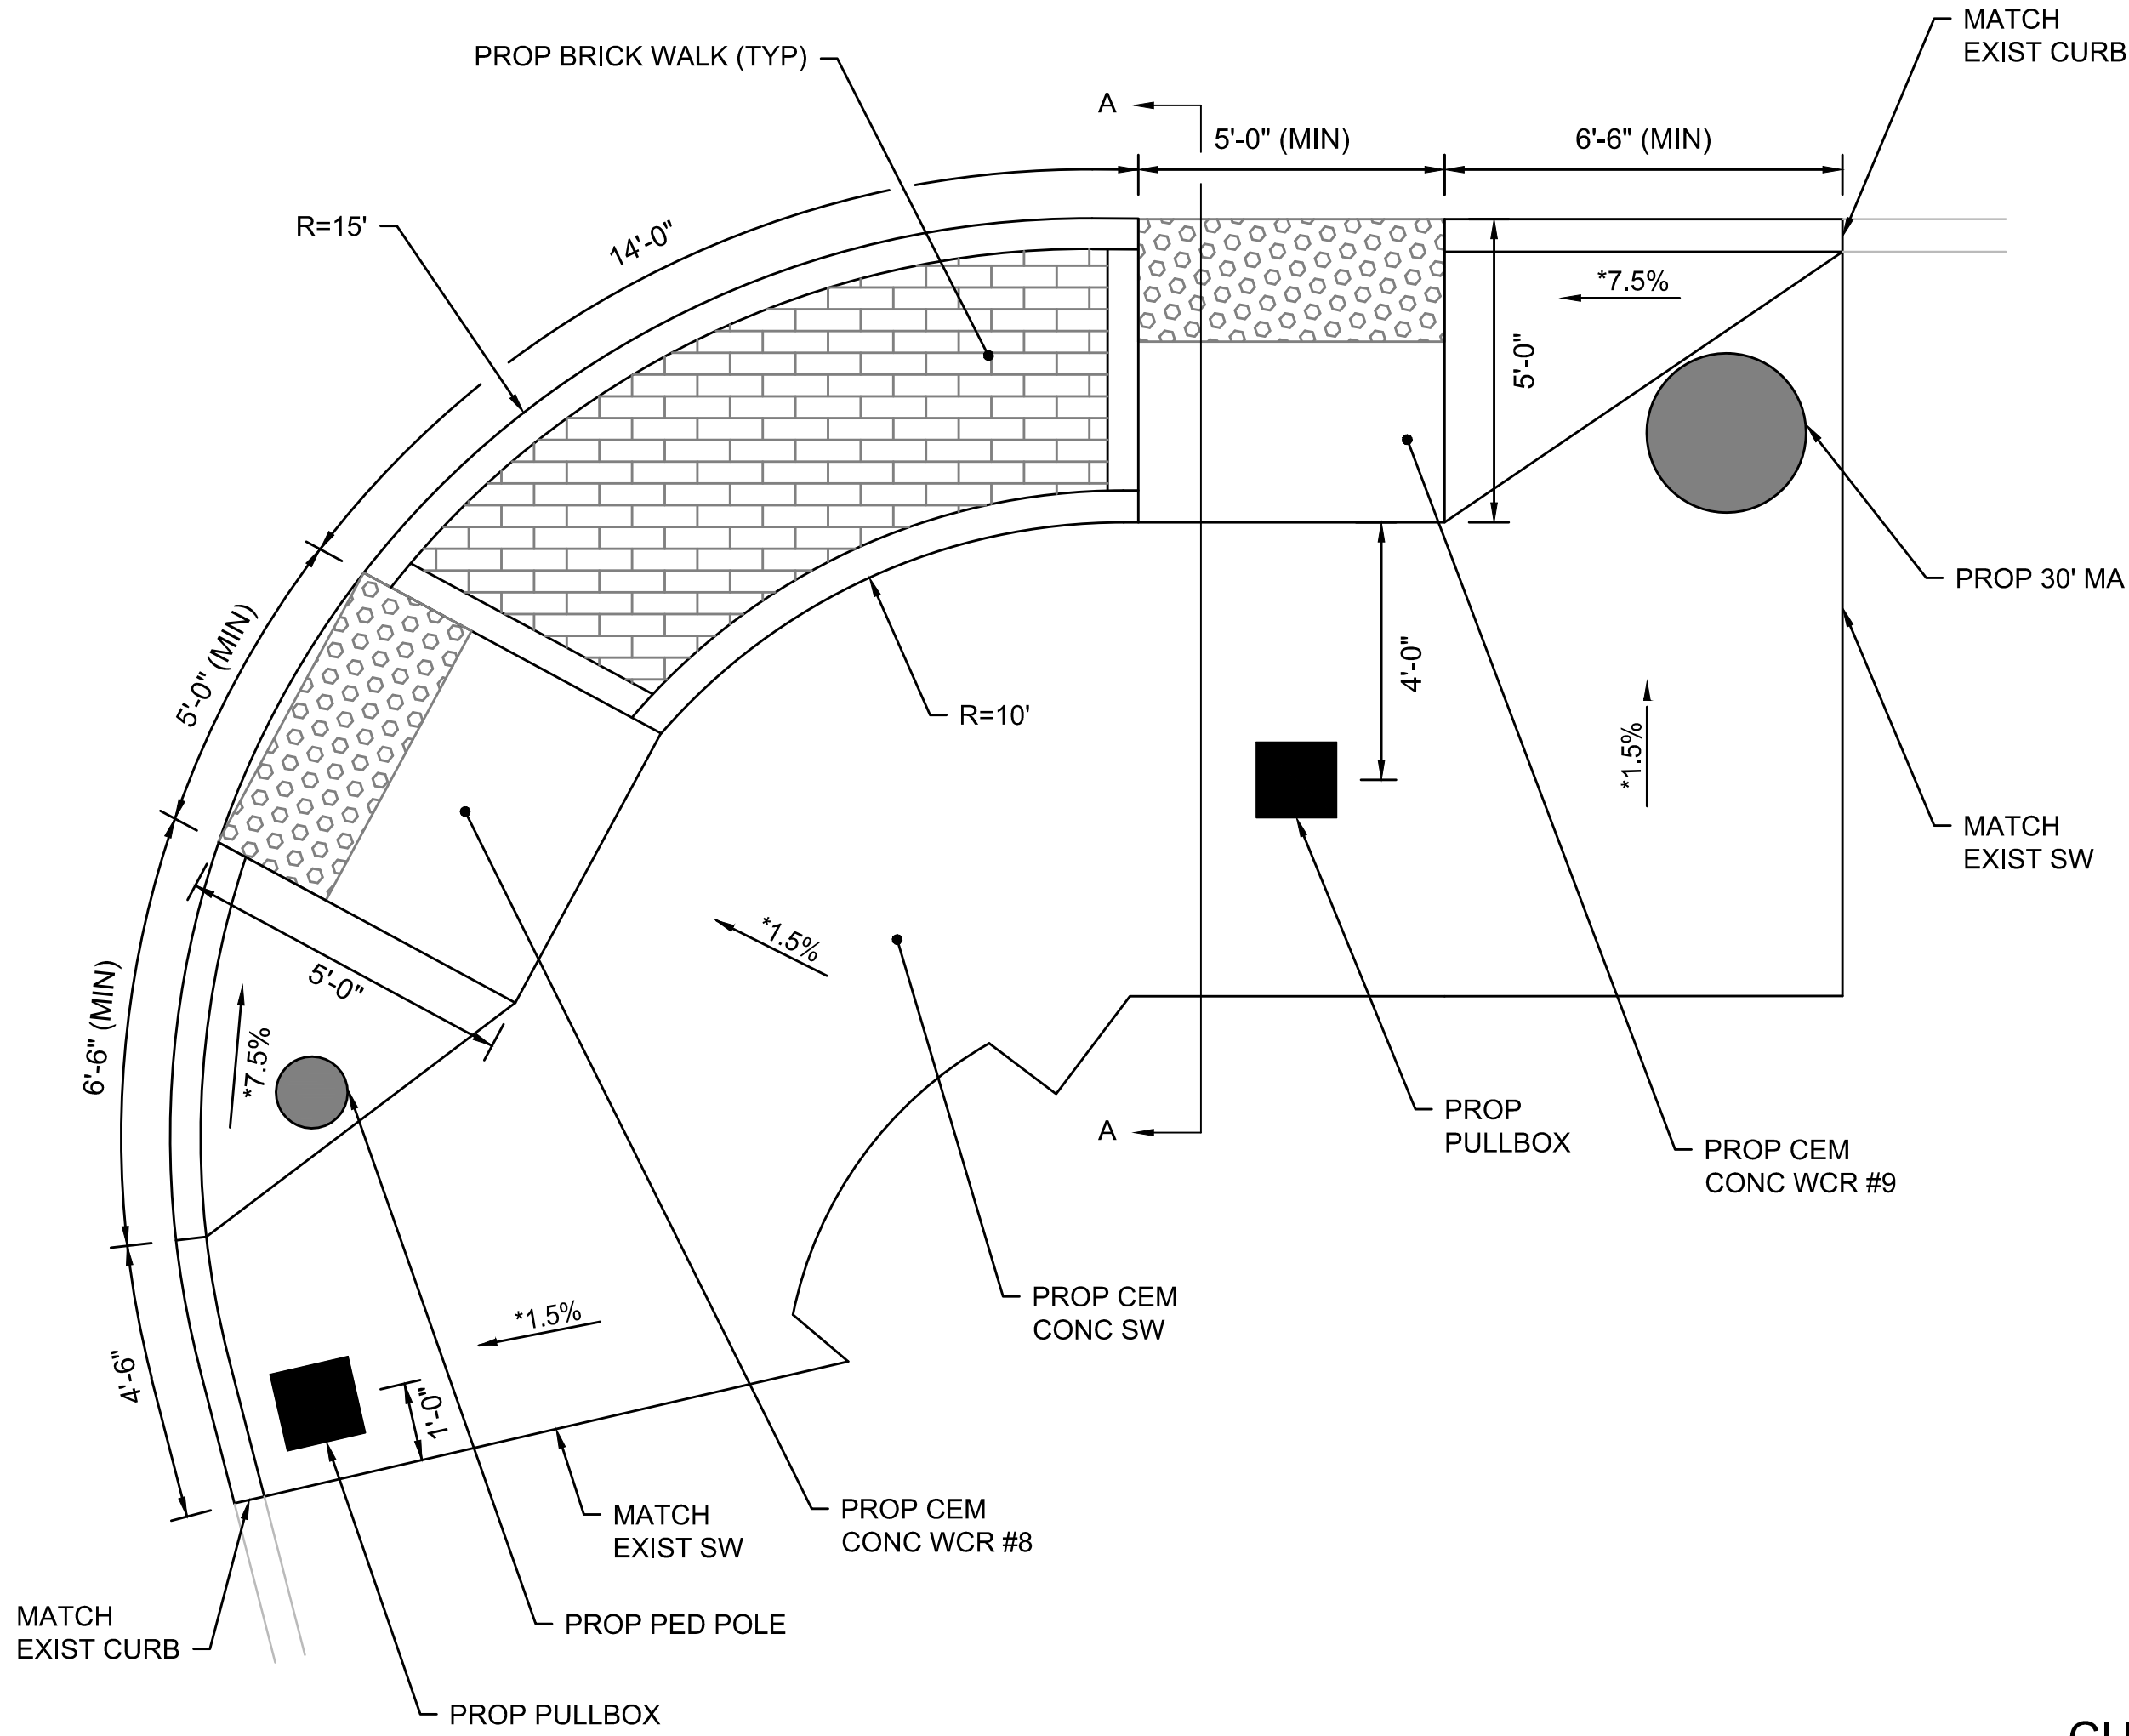 MATCH
EXIST CURB
PROP BRICK WALK (TYP)
A
5'-0" (MIN)
6'-6" (MIN)
R=15'
14'-0"
*7.5%
5'-0"
PROP 30' MA
5'-0" (MIN)
4'-0"
R=10'
*1.5%
MATCH
EXIST SW
*1.5%
5'-0"
6'-6" (MIN)
*7.5%
PROP
PULLBOX
A
PROP CEM
CONC WCR #9
PROP CEM
CONC SW
*1.5%
4'-6"
1'-0"
MATCH
EXIST SW
PROP CEM
CONC WCR #8
MATCH
EXIST CURB
PROP PED POLE
PROP PULLBOX